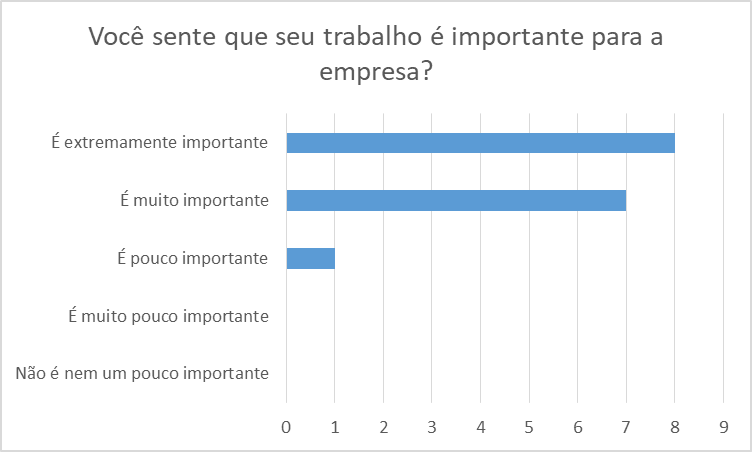 Você sente que seu trabalho é importante para a
empresa?
É extremamente importante
É muito importante
É pouco importante
É muito pouco importante
Não é nem um pouco importante
0 1 2 3 4 5 6 7 8 9